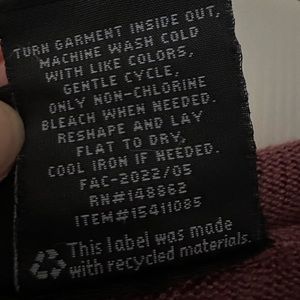 TURN GARMENT INSIDE OUT,
MACHINE WASH COLD
WITH LIKE COLORS,
GENTLE CYCLE,
ONLY NON-CHLORINE
BLEACH WHEN NEEDED.
RESHAPE AND LAY
FLAT TO DRY,
COOL IRON IF NEEDED.
FAC-2022/05
RN#148862
ITEM#15411085
This label was made
with recycled materials.